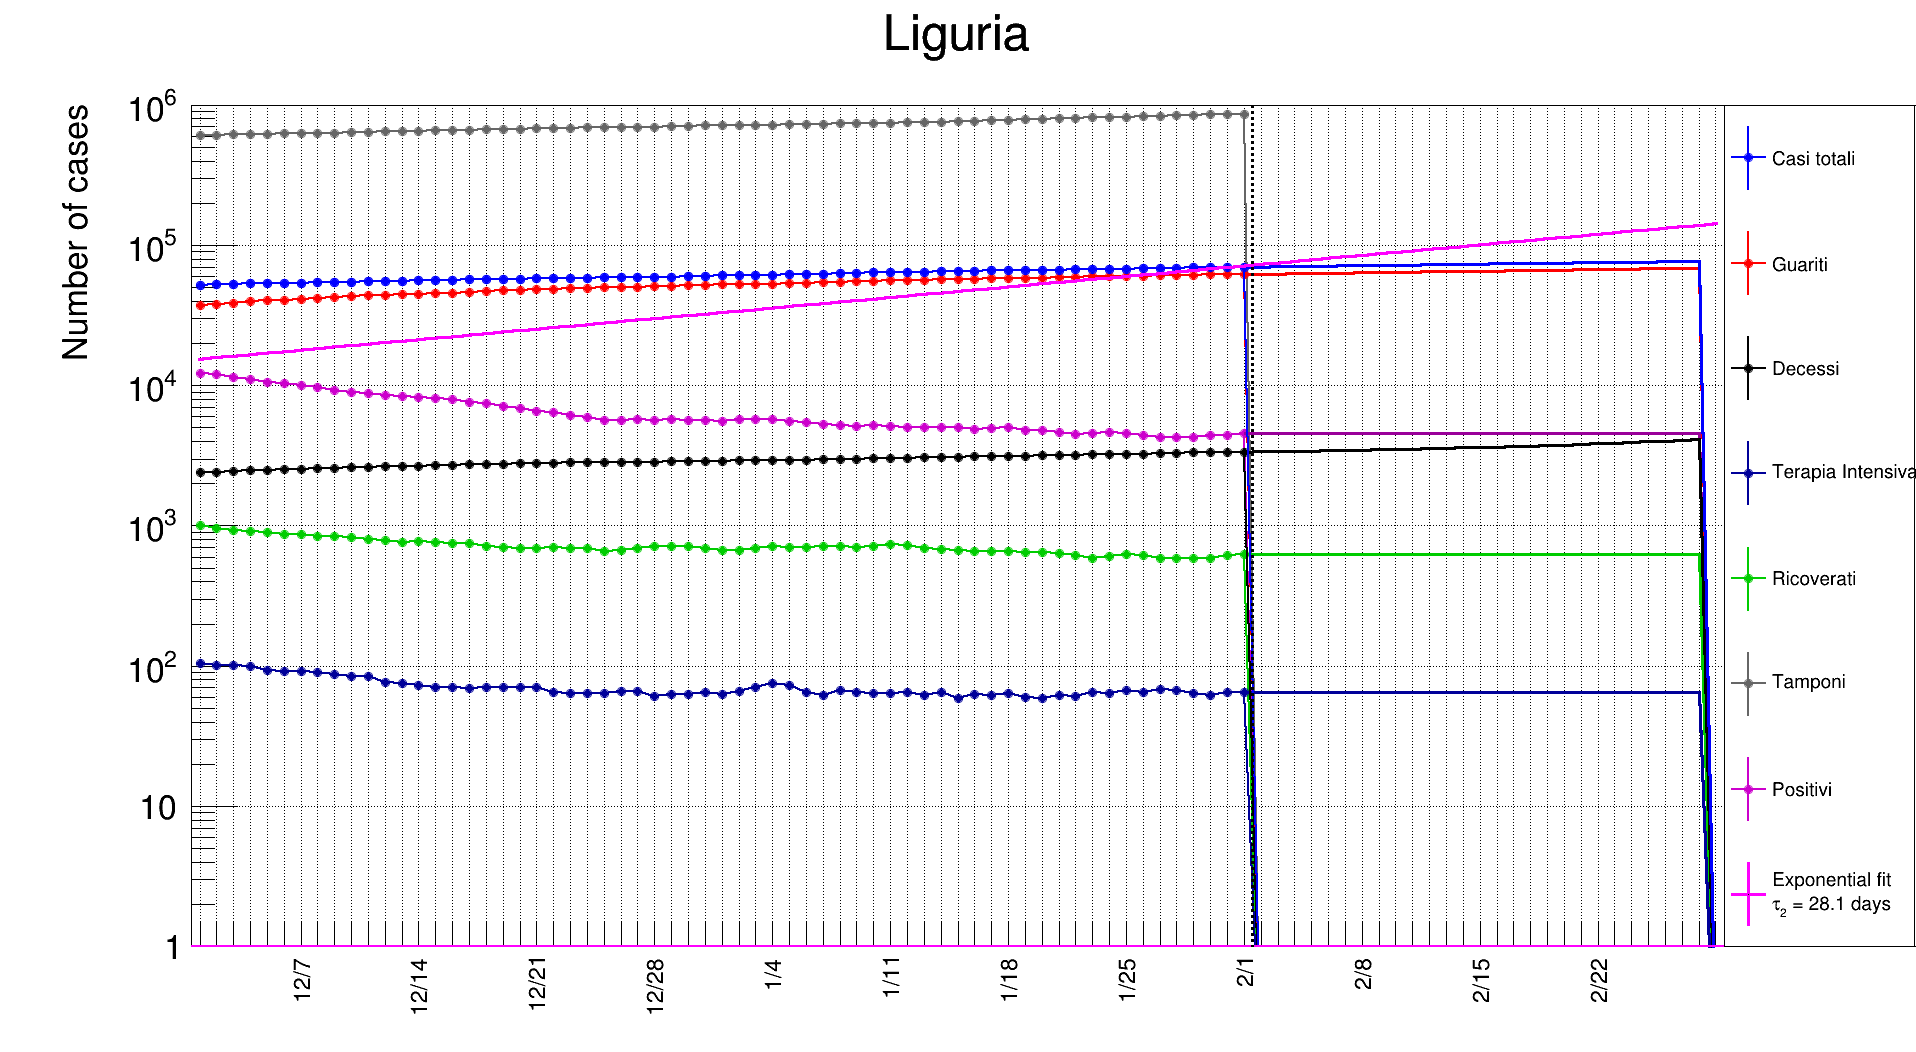 Liguria
Number of cases
10^6
10^5
10^4
10^3
10^2
10
1
12/7
12/14
12/21
12/28
1/4
1/11
1/18
1/25
2/1
2/8
2/15
2/22
Casi totali
Guariti
Decessi
Terapia Intensiva
Ricoverati
Tamponi
Positivi
Exponential fit
τ_2 = 28.1 days